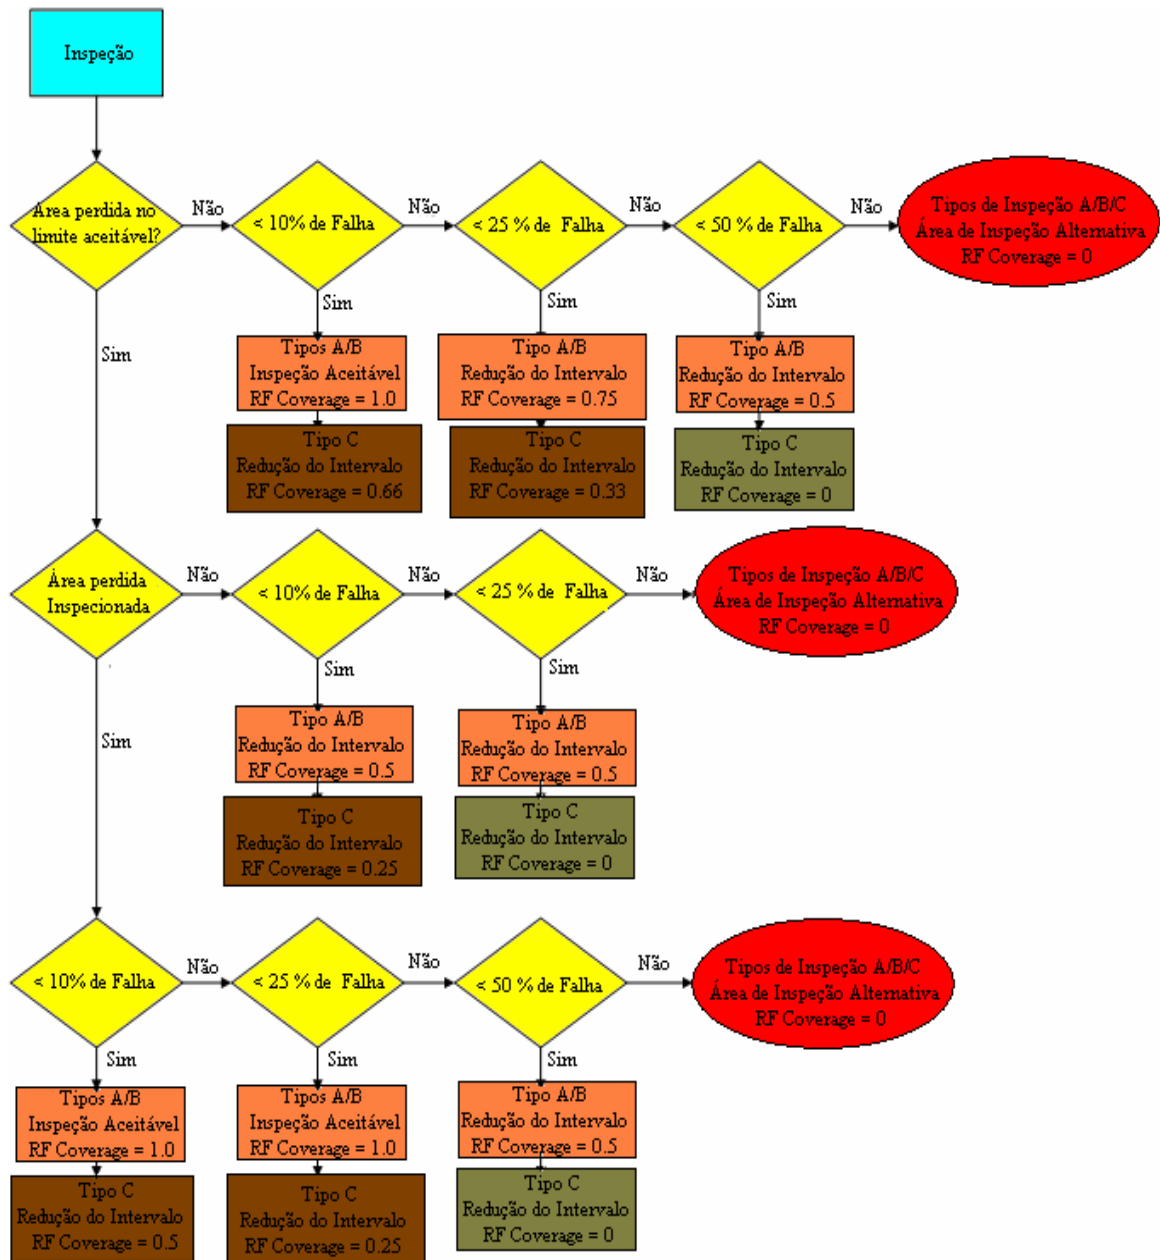 Inspeção
Área perdida no
limite aceitável?
Não
< 10% de Falha
Não
< 25 % de Falha
Não
< 50 % de Falha
Não
Tipos de Inspeção A/B/C
Área de Inspeção Alternativa
RF Coverage = 0
Sim
Sim
Sim
Sim
Tipos A/B
Inspeção Aceitável
RF Coverage = 1.0
Tipo A/B
Redução do Intervalo
RF Coverage = 0.75
Tipo A/B
Redução do Intervalo
RF Coverage = 0.5
Tipo C
Redução do Intervalo
RF Coverage = 0.66
Tipo C
Redução do Intervalo
RF Coverage = 0.33
Tipo C
Redução do Intervalo
RF Coverage = 0
Área perdida
Inspecionada
Não
< 10% de Falha
Não
< 25 % de Falha
Não
Tipos de Inspeção A/B/C
Área de Inspeção Alternativa
RF Coverage = 0
Sim
Sim
Sim
Tipo A/B
Redução do Intervalo
RF Coverage = 0.5
Tipo A/B
Redução do Intervalo
RF Coverage = 0.5
Tipo C
Redução do Intervalo
RF Coverage = 0.25
Tipo C
Redução do Intervalo
RF Coverage = 0
< 10% de Falha
Não
< 25 % de Falha
Não
< 50 % de Falha
Não
Tipos de Inspeção A/B/C
Área de Inspeção Alternativa
RF Coverage = 0
Sim
Sim
Sim
Tipos A/B
Inspeção Aceitável
RF Coverage = 1.0
Tipos A/B
Inspeção Aceitável
RF Coverage = 1.0
Tipo A/B
Redução do Intervalo
RF Coverage = 0.5
Tipo C
Redução do Intervalo
RF Coverage = 0.5
Tipo C
Redução do Intervalo
RF Coverage = 0.25
Tipo C
Redução do Intervalo
RF Coverage = 0